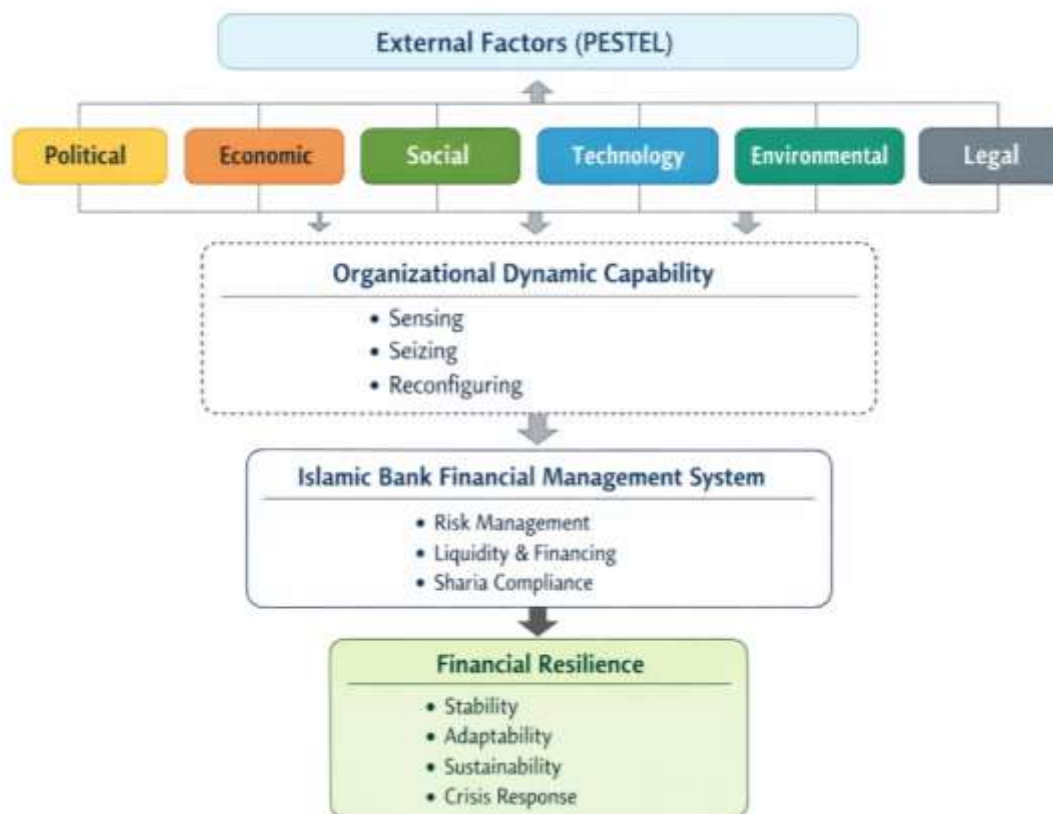 External Factors (PESTEL)
Political
Economic
Social
Technology
Environmental
Legal
Organizational Dynamic Capability
• Sensing
• Seizing
• Reconfiguring
Islamic Bank Financial Management System
• Risk Management
• Liquidity & Financing
• Sharia Compliance
Financial Resilience
• Stability
• Adaptability
• Sustainability
• Crisis Response